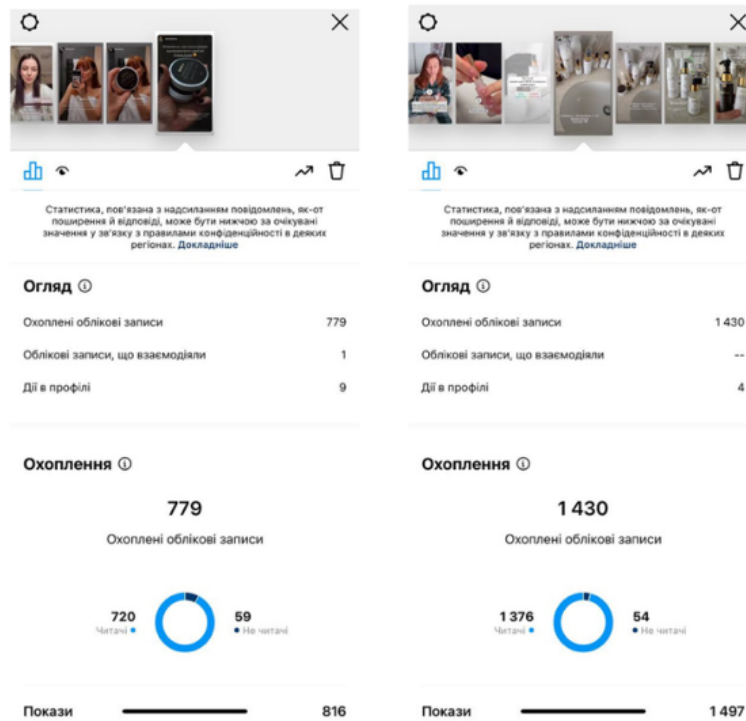 Статистика, пов'язана з надсиланням повідомлень, як-от
поширення й відповіді, може бути нижчою за очікувані
значення у зв'язку з правилами конфіденційності в деяких
регіонах. Докладніше
Огляд
Охоплені облікові записи 779
Облікові записи, що взаємодіяли 1
Дії в профілі 9
Охоплення
779
Охоплені облікові записи
720 59
Читачі Не читачі
Покази 816
Статистика, пов'язана з надсиланням повідомлень, як-от
поширення й відповіді, може бути нижчою за очікувані
значення у зв'язку з правилами конфіденційності в деяких
регіонах. Докладніше
Огляд
Охоплені облікові записи 1 430
Облікові записи, що взаємодіяли --
Дії в профілі 4
Охоплення
1 430
Охоплені облікові записи
1 376 54
Читачі Не читачі
Покази 1 497